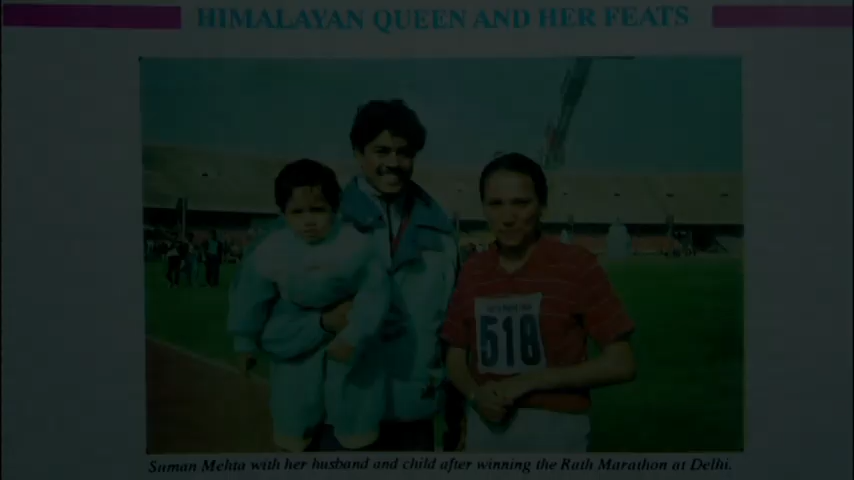 HIMALAYAN QUEEN AND HER FEATS
518
Suman Mehta with her husband and child after winning the Rath Marathon at Delhi.